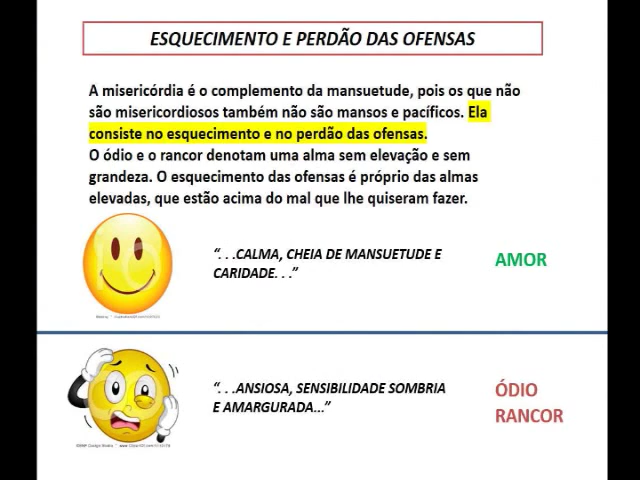 ESQUECIMENTO E PERDÃO DAS OFENSAS
A misericórdia é o complemento da mansuetude, pois os que não
são misericordiosos também não são mansos e pacíficos. Ela
consiste no esquecimento e no perdão das ofensas.
O ódio e o rancor denotam uma alma sem elevação e sem
grandeza. O esquecimento das ofensas é próprio das almas
elevadas, que estão acima do mal que lhe quiseram fazer.
“. . .CALMA, CHEIA DE MANSUETUDE E
CARIDADE. . .”
AMOR
“. . .ANSIOSA, SENSIBILIDADE SOMBRIA
E AMARGURADA...”
ÓDIO
RANCOR